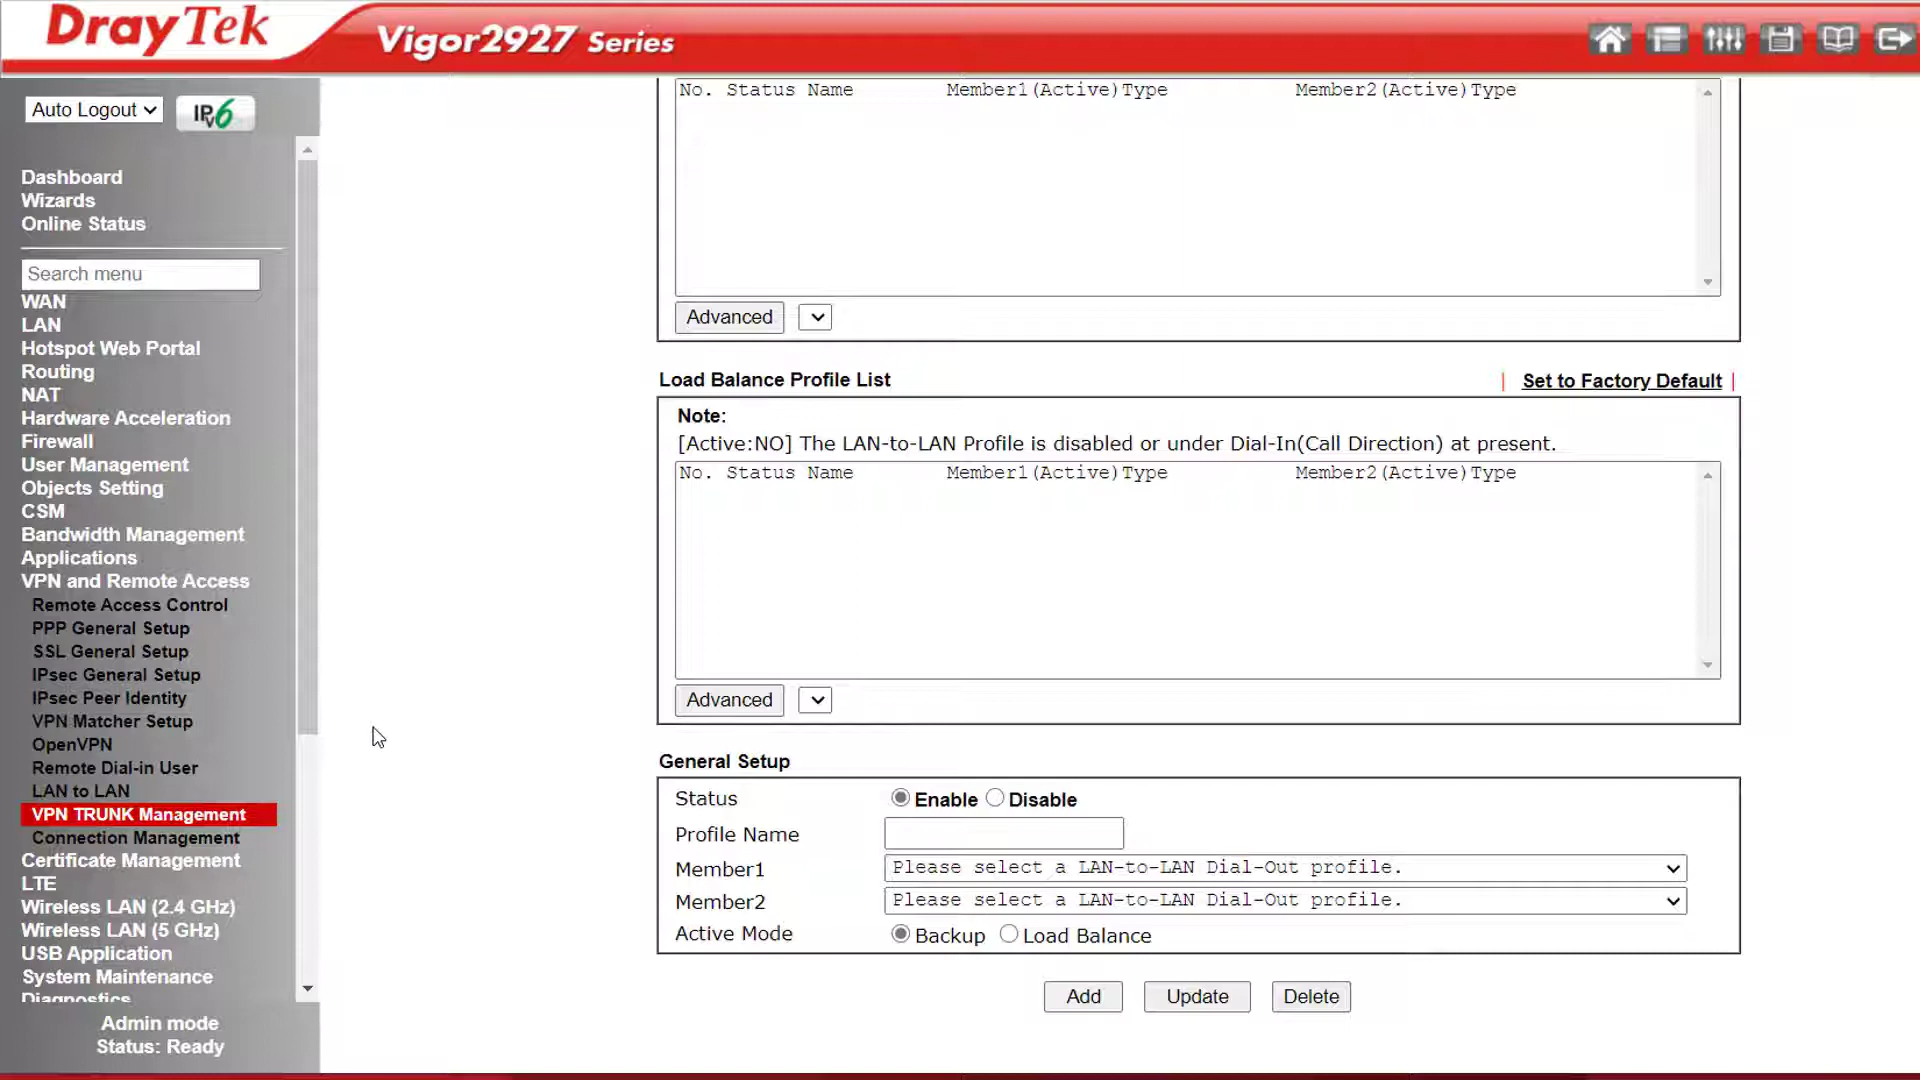 DrayTek
Vigor2927 Series
Auto Logout
IPv6
Dashboard
Wizards
Online Status
Search menu
WAN
LAN
Hotspot Web Portal
Routing
NAT
Hardware Acceleration
Firewall
User Management
Objects Setting
CSM
Bandwidth Management
Applications
VPN and Remote Access
Remote Access Control
PPP General Setup
SSL General Setup
IPsec General Setup
IPsec Peer Identity
VPN Matcher Setup
OpenVPN
Remote Dial-in User
LAN to LAN
VPN TRUNK Management
Connection Management
Certificate Management
LTE
Wireless LAN (2.4 GHz)
Wireless LAN (5 GHz)
USB Application
System Maintenance
Diagnostics
Admin mode
Status: Ready
No. Status Name Member1(Active)Type Member2(Active)Type
Advanced
Load Balance Profile List | Set to Factory Default |
Note:
[Active:NO] The LAN-to-LAN Profile is disabled or under Dial-In(Call Direction) at present.
No. Status Name Member1(Active)Type Member2(Active)Type
Advanced
General Setup
Status Enable Disable
Profile Name
Member1 Please select a LAN-to-LAN Dial-Out profile.
Member2 Please select a LAN-to-LAN Dial-Out profile.
Active Mode Backup Load Balance
Add Update Delete